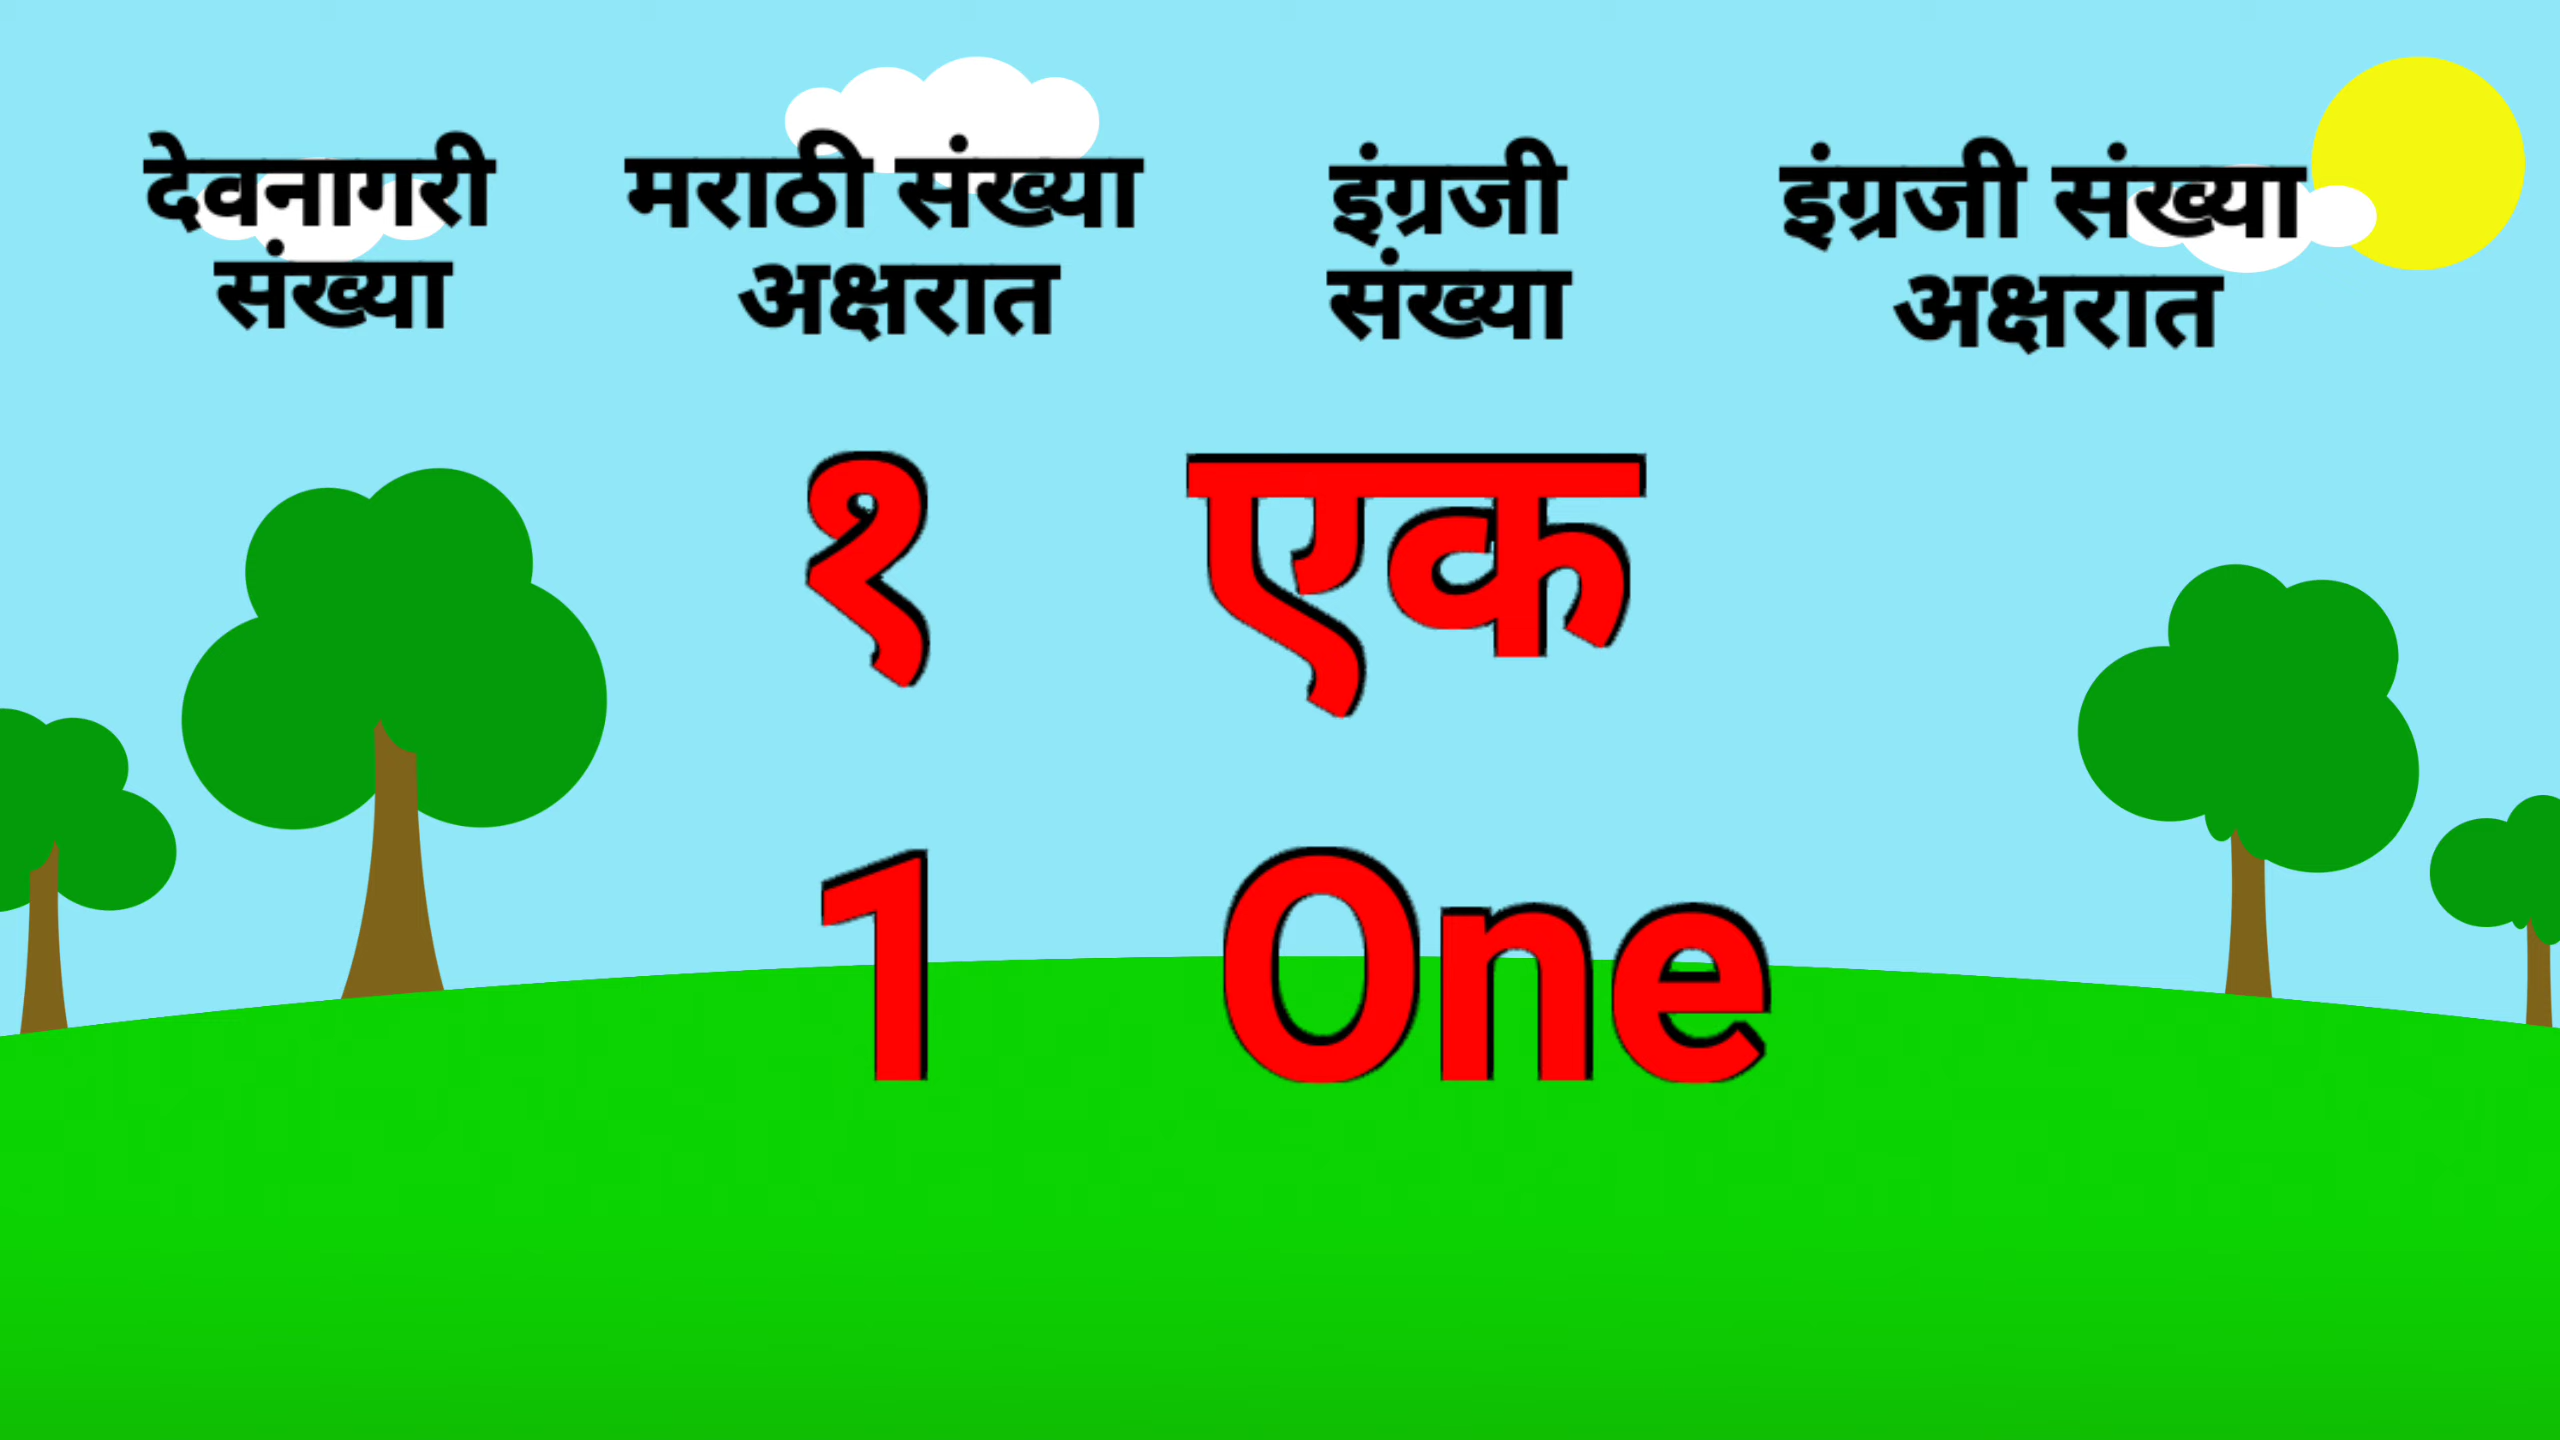 देवनागरी
संख्या
मराठी संख्या
अक्षरात
इंग्रजी
संख्या
इंग्रजी संख्या
अक्षरात
१ एक
1 One